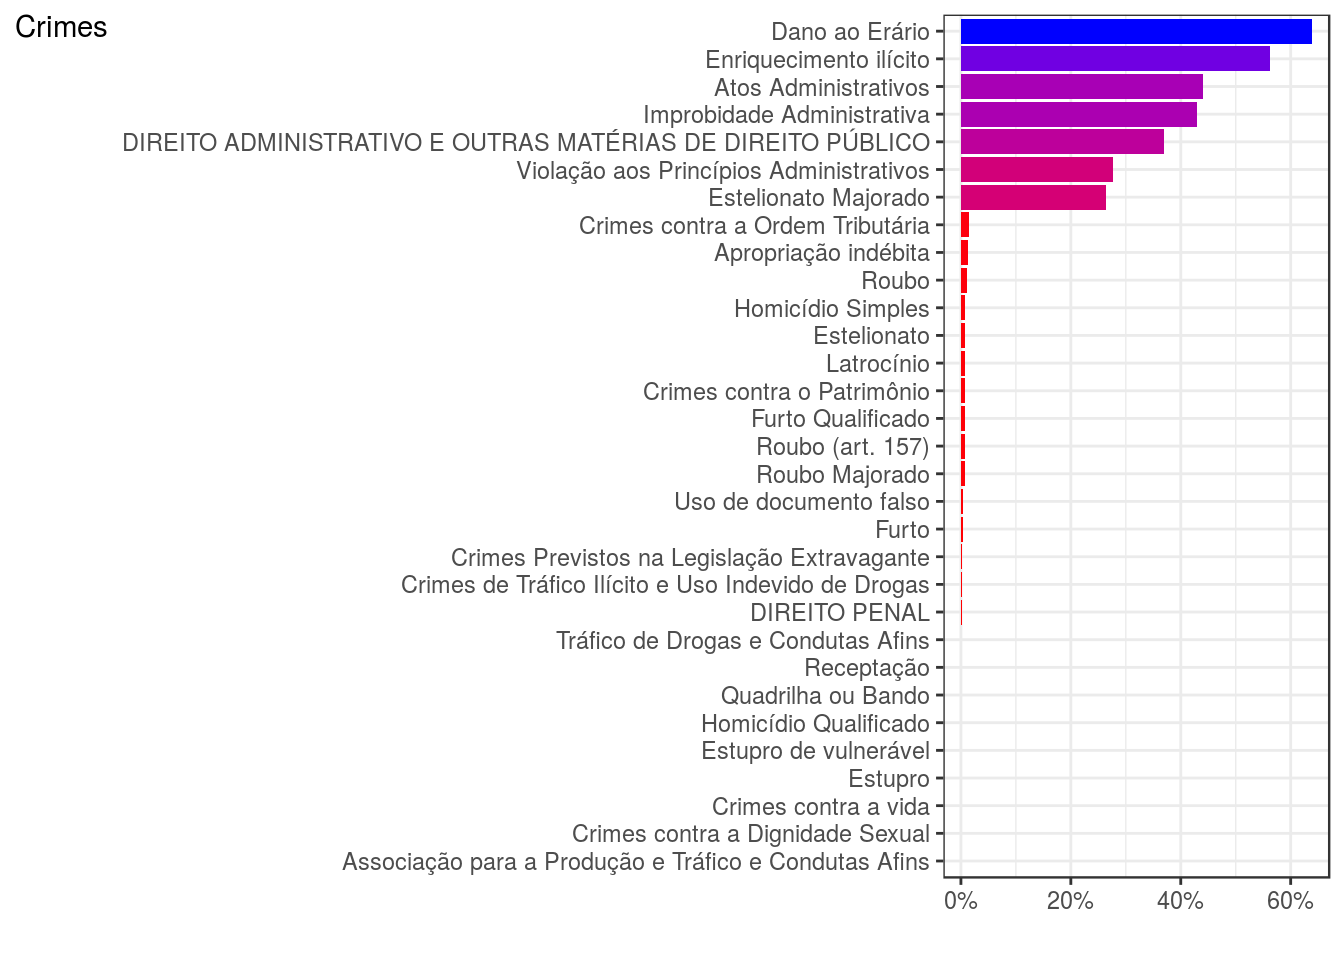 Crimes
Dano ao Erário
Enriquecimento ilícito
Atos Administrativos
Improbidade Administrativa
DIREITO ADMINISTRATIVO E OUTRAS MATÉRIAS DE DIREITO PÚBLICO
Violação aos Princípios Administrativos
Estelionato Majorado
Crimes contra a Ordem Tributária
Apropriação indébita
Roubo
Homicídio Simples
Estelionato
Latrocínio
Crimes contra o Patrimônio
Furto Qualificado
Roubo (art. 157)
Roubo Majorado
Uso de documento falso
Furto
Crimes Previstos na Legislação Extravagante
Crimes de Tráfico Ilícito e Uso Indevido de Drogas
DIREITO PENAL
Tráfico de Drogas e Condutas Afins
Receptação
Quadrilha ou Bando
Homicídio Qualificado
Estupro de vulnerável
Estupro
Crimes contra a vida
Crimes contra a Dignidade Sexual
Associação para a Produção e Tráfico e Condutas Afins
0% 20% 40% 60%